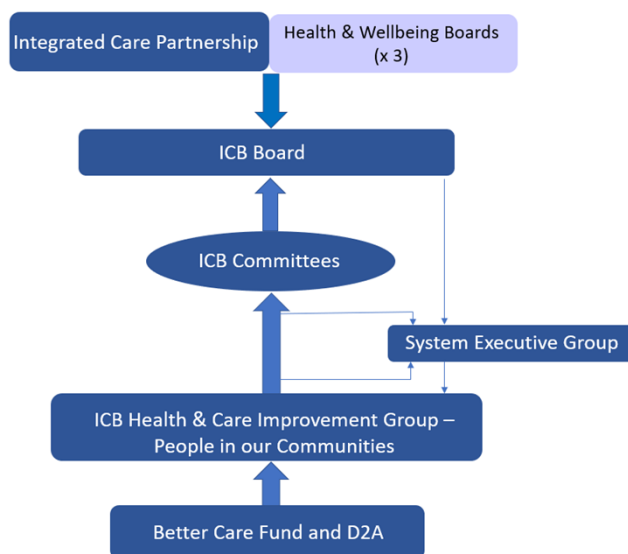 Integrated Care Partnership
Health & Wellbeing Boards
(x 3)
ICB Board
ICB Committees
System Executive Group
ICB Health & Care Improvement Group –
People in our Communities
Better Care Fund and D2A